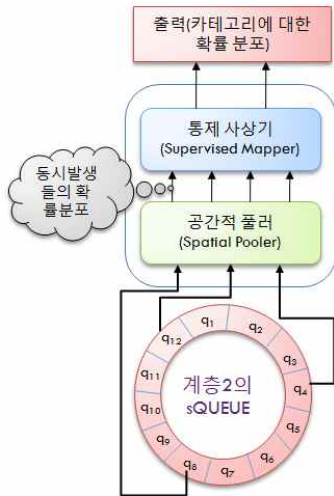 출력(카테고리에 대한
확률 분포)
통제 사상기
(Supervised Mapper)
동시발생
들의 확
률분포
공간적 풀러
(Spatial Pooler)
q1
q2
q3
q4
q5
q6
q7
q8
q9
q10
q11
q12
계층2의
sQUEUE